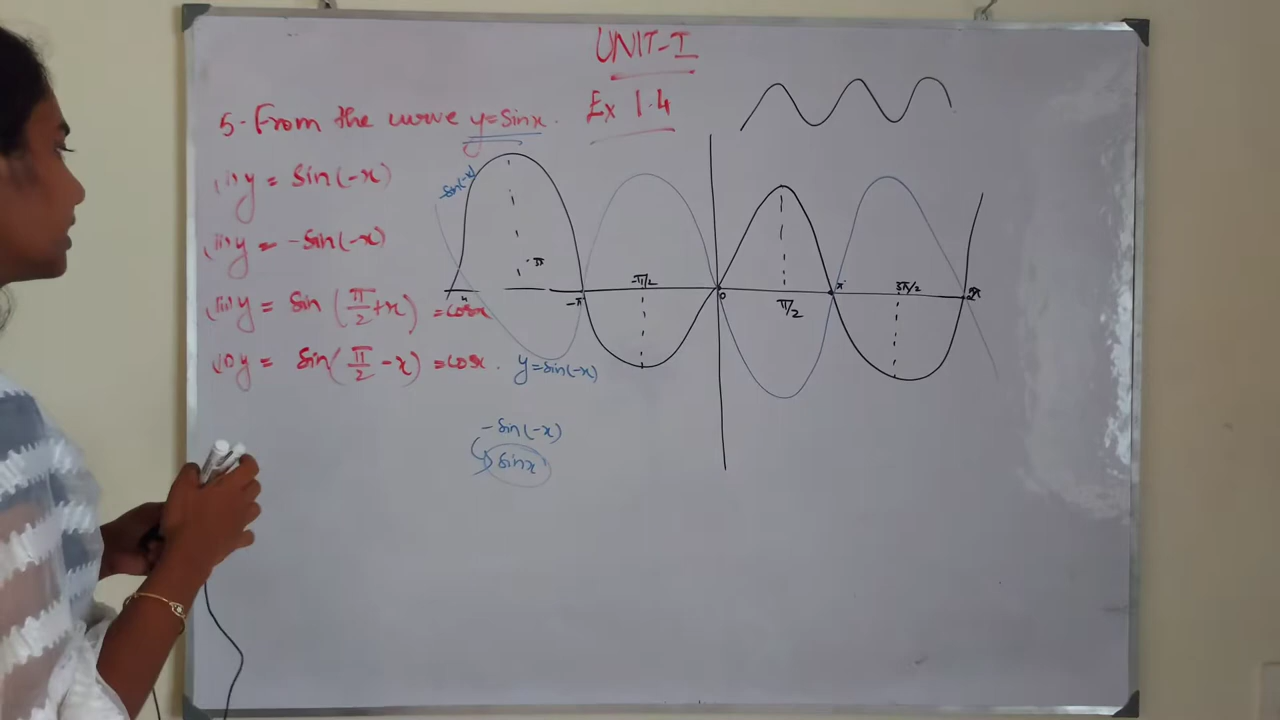 UNIT-I
Ex 1.4
5. From the curve y=sinx.
(i) y = sin(-x)
(ii) y = -sin(-x)
(iii) y = sin (π/2+x) = cosx
(iv) y = sin(π/2-x) = cosx.
-sin(-x)
-π
-π/2
0
π/2
π
3π/2
2π
y=sin(-x)
-sin(-x)
sinx